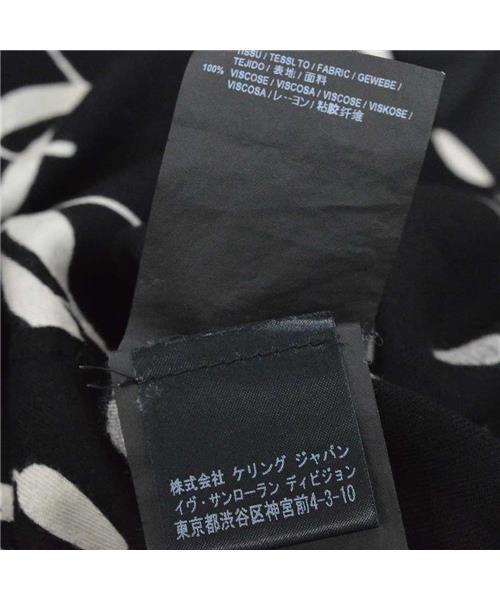 TISSU / TESSUTO / FABRIC / GEWEBE /
TEJIDO / 表地 / 面料
100% VISCOSE / VISCOSA / VISCOSE / VISKOSE /
VISCOSA / レーヨン / 粘胶纤维
株式会社 ケリング ジャパン
イヴ・サンローラン ディビジョン
東京都渋谷区神宮前4-3-10